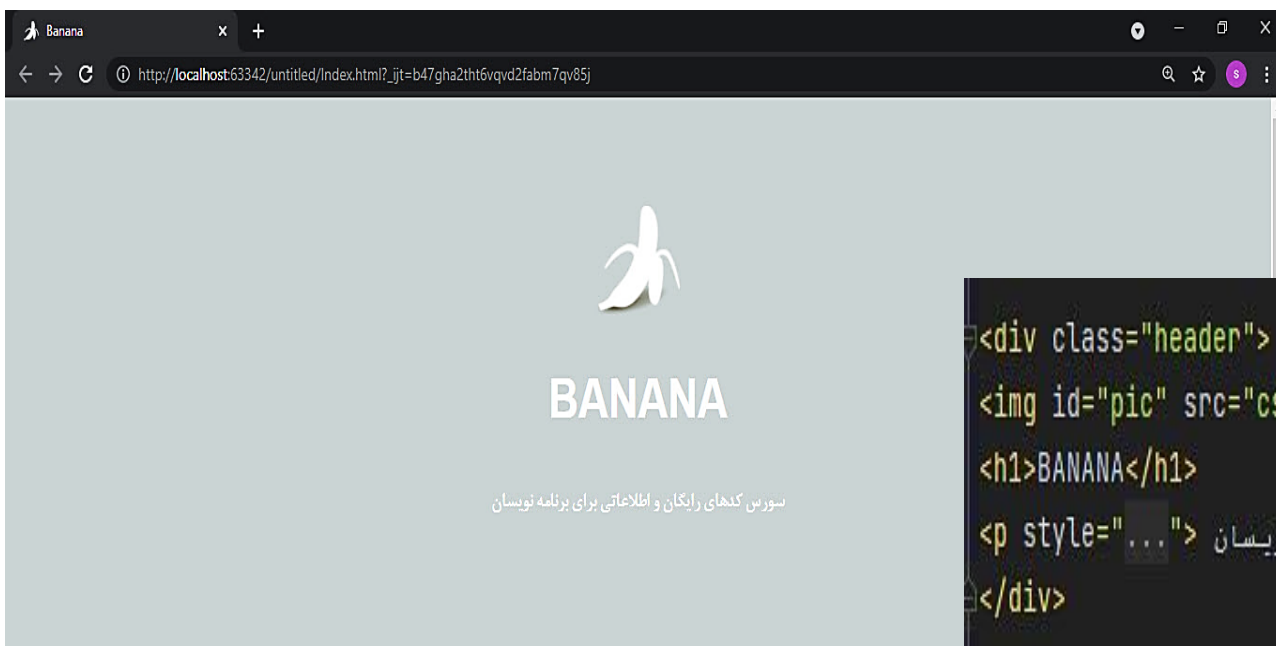 Banana
http://localhost:63342/untitled/Index.html?_ijt=b47gha2tht6vqvd2fabm7qv85j
S
BANANA
سورس کدهای رایگان و اطلاعاتی برای برنامه نویسان
<div class="header">
<img id="pic" src="cs
<h1>BANANA</h1>
<p style="..."> یسان
</div>